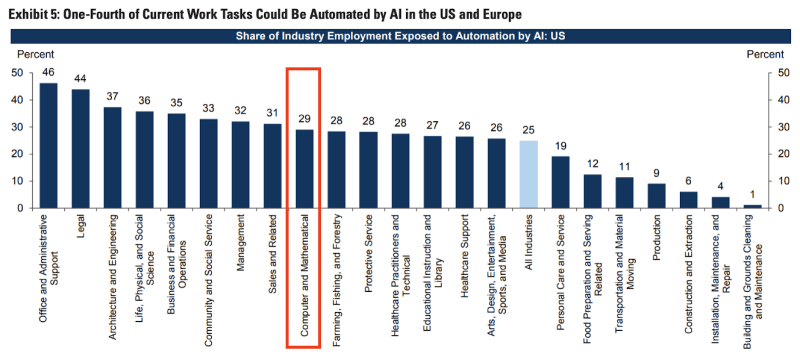 Exhibit 5: One-Fourth of Current Work Tasks Could Be Automated by AI in the US and Europe
Share of Industry Employment Exposed to Automation by AI: US
Percent
Percent
50
40
30
20
10
0
46
44
37
36
35
33
32
31
29
28
28
28
27
26
26
25
19
12
11
9
6
4
1
50
40
30
20
10
0
Office and Administrative
Support
Legal
Architecture and Engineering
Life, Physical, and Social
Science
Business and Financial
Operations
Community and Social Service
Management
Sales and Related
Computer and Mathematical
Farming, Fishing, and Forestry
Protective Service
Healthcare Practitioners and
Technical
Educational Instruction and
Library
Healthcare Support
Arts, Design, Entertainment,
Sports, and Media
All Industries
Personal Care and Service
Food Preparation and Serving
Related
Transportation and Material
Moving
Production
Construction and Extraction
Installation, Maintenance, and
Repair
Building and Grounds Cleaning
and Maintenance